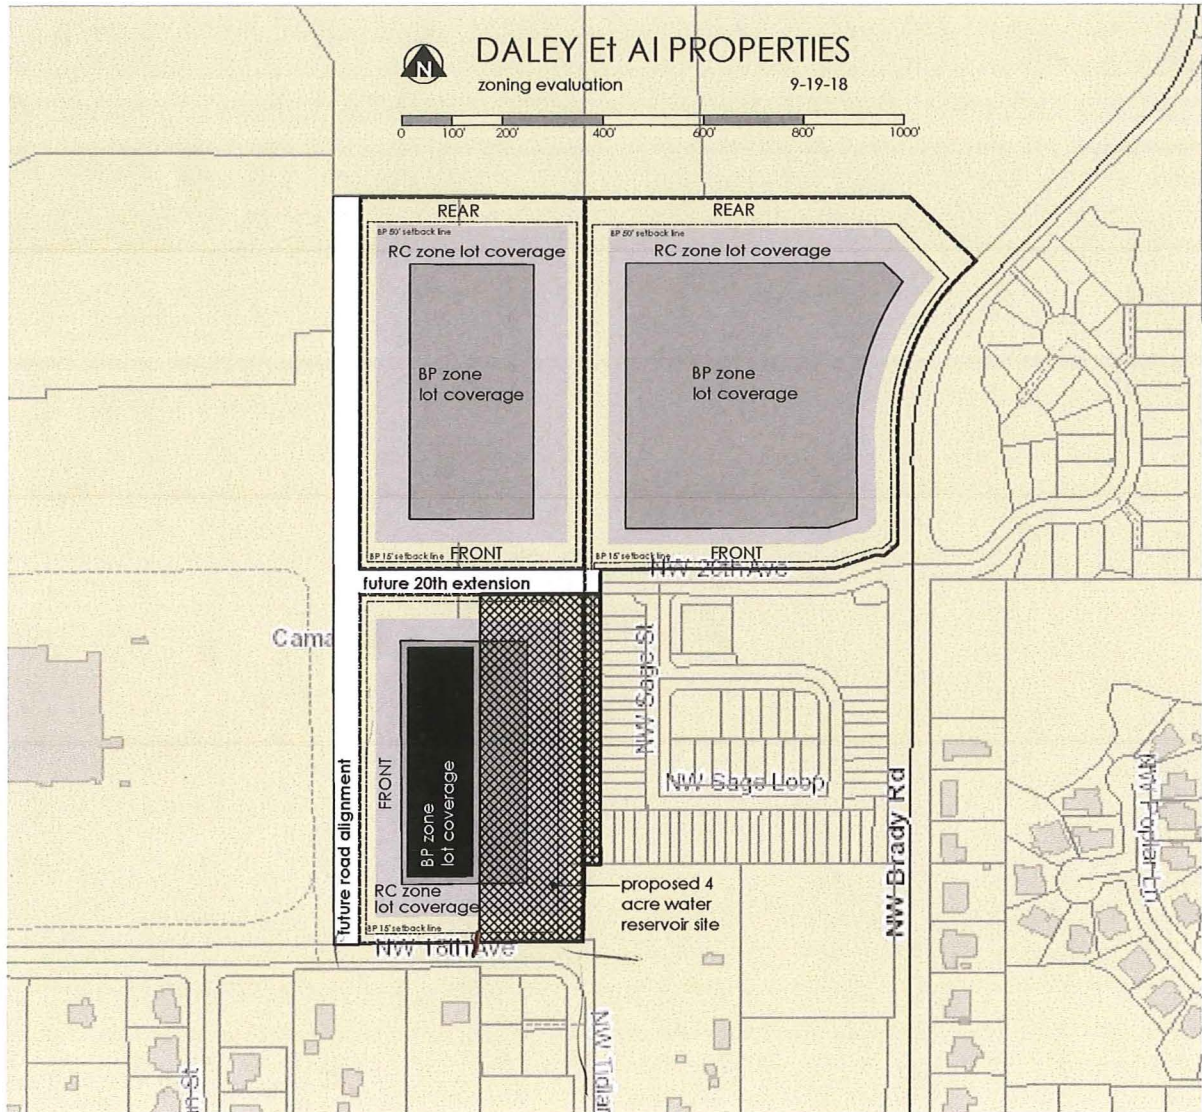 DALEY Et Al PROPERTIES
N
zoning evaluation 9-19-18
0 100' 200' 400' 600' 800' 1000'
REAR
REAR
BP 50' setback line
BP 50' setback line
RC zone lot coverage
RC zone lot coverage
BP zone
lot coverage
BP zone
lot coverage
BP 15' setback line
FRONT
BP 15' setback line
FRONT
NW 20th Ave
future 20th extension
Cama
NW Sage St
NW Sage Loop
FRONT
BP zone
lot coverage
future road alignment
NW Brady Rd
NW Poplar Ln
RC zone
lot coverage
proposed 4
acre water
reservoir site
BP 15' setback line
NW 18th Ave